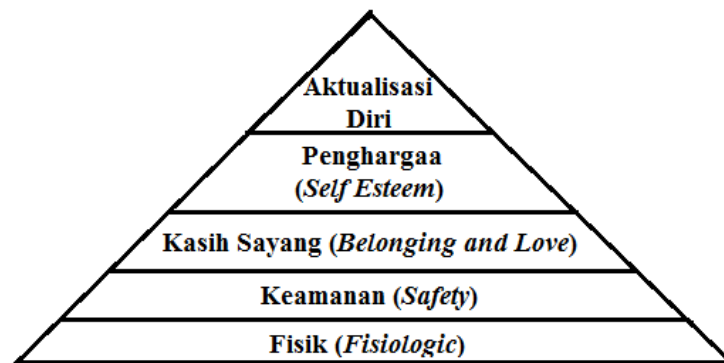 Aktualisasi
Diri
Penghargaa
(Self Esteem)
Kasih Sayang (Belonging and Love)
Keamanan (Safety)
Fisik (Fisiologic)